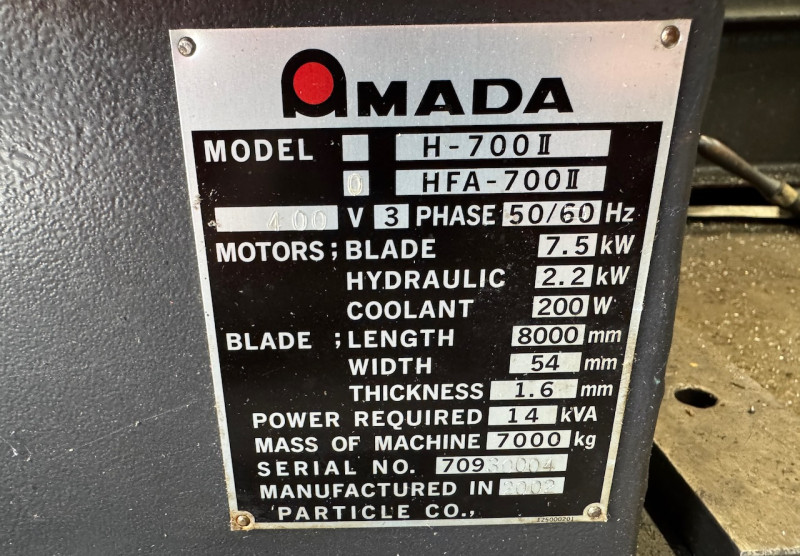 AMADA
MODEL H-700II
0 HFA-700II
400 V 3 PHASE 50/60 Hz
MOTORS; BLADE 7.5 kW
HYDRAULIC 2.2 kW
COOLANT 200 W
BLADE ; LENGTH 8000 mm
WIDTH 54 mm
THICKNESS 1.6 mm
POWER REQUIRED 14 kVA
MASS OF MACHINE 7000 kg
SERIAL NO.
MANUFACTURED IN 2002
PARTICLE CO.,